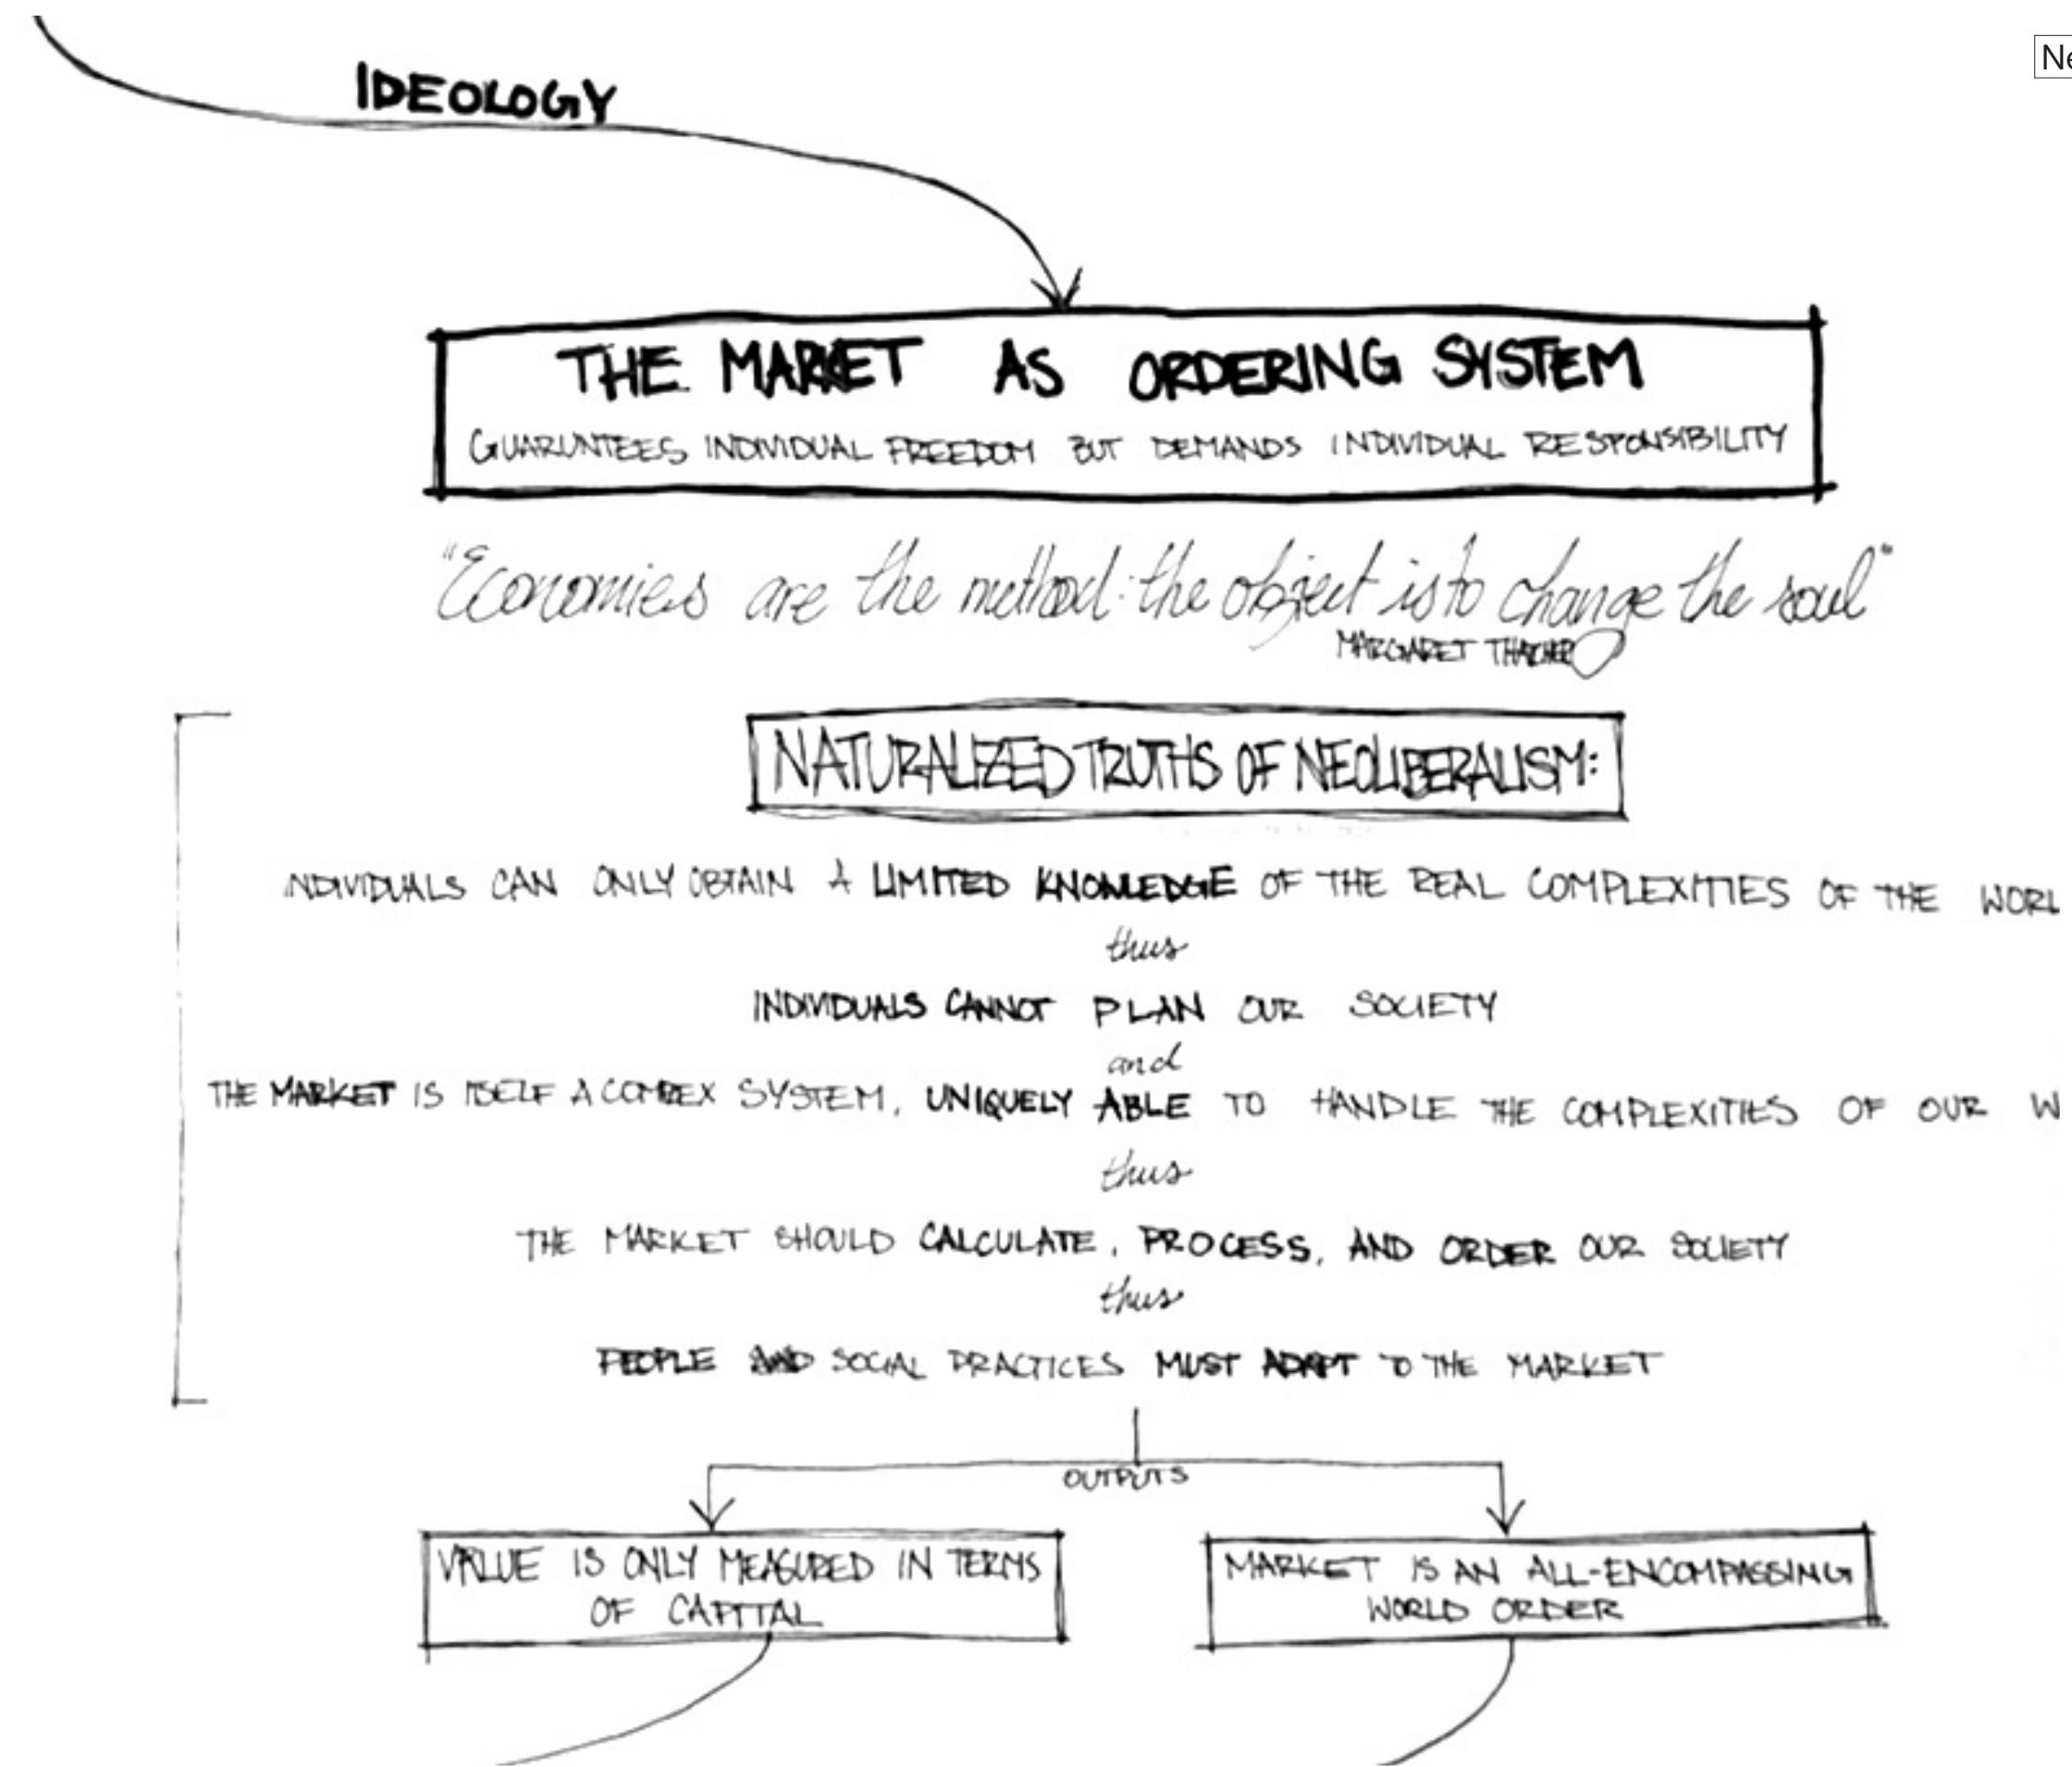 Ne
IDEOLOGY
THE MARKET AS ORDERING SYSTEM
GUARUNTEES INDIVIDUAL FREEDOM BUT DEMANDS INDIVIDUAL RESPONSIBILITY
"Economies are the method: the object is to change the soul"
MARGARET THACHER
NATURALIZED TRUTHS OF NEOLIBERALISM:
INDIVIDUALS CAN ONLY OBTAIN A LIMITED KNOWLEDGE OF THE REAL COMPLEXITIES OF THE WORL
thus
INDIVIDUALS CANNOT PLAN OUR SOCIETY
and
THE MARKET IS ITSELF A COMPLEX SYSTEM, UNIQUELY ABLE TO HANDLE THE COMPLEXITIES OF OUR W
thus
THE MARKET SHOULD CALCULATE, PROCESS, AND ORDER OUR SOCIETY
thus
PEOPLE AND SOCIAL PRACTICES MUST ADAPT TO THE MARKET
OUTPUTS
VALUE IS ONLY MEASURED IN TERMS
OF CAPITAL
MARKET IS AN ALL-ENCOMPASSING
WORLD ORDER